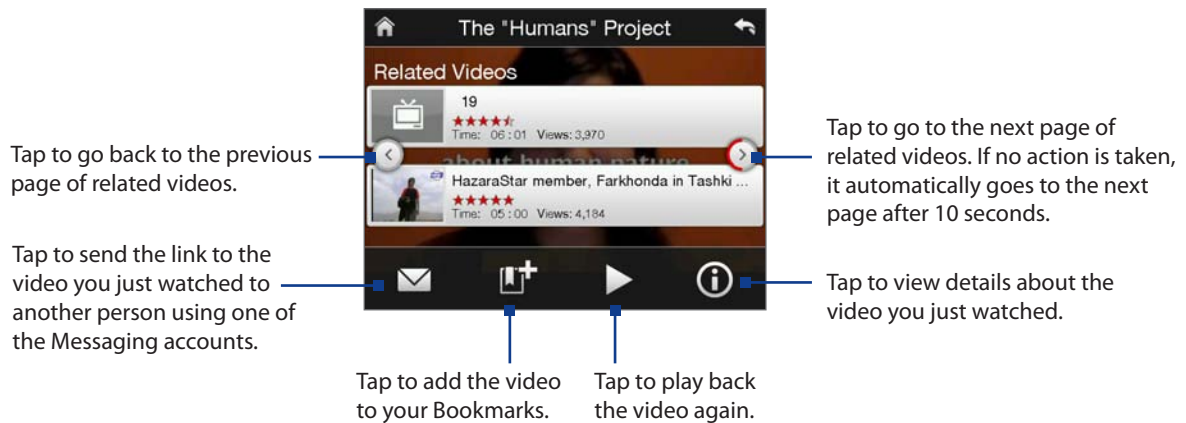 The "Humans" Project
Related Videos
19
Time: 06 : 01 Views: 3,970
about human nature
HazaraStar member, Farkhonda in Tashki ...
Time: 05 : 00 Views: 4,184
Tap to go back to the previous
page of related videos.
Tap to send the link to the
video you just watched to
another person using one of
the Messaging accounts.
Tap to add the video
to your Bookmarks.
Tap to play back
the video again.
Tap to go to the next page of
related videos. If no action is taken,
it automatically goes to the next
page after 10 seconds.
Tap to view details about the
video you just watched.